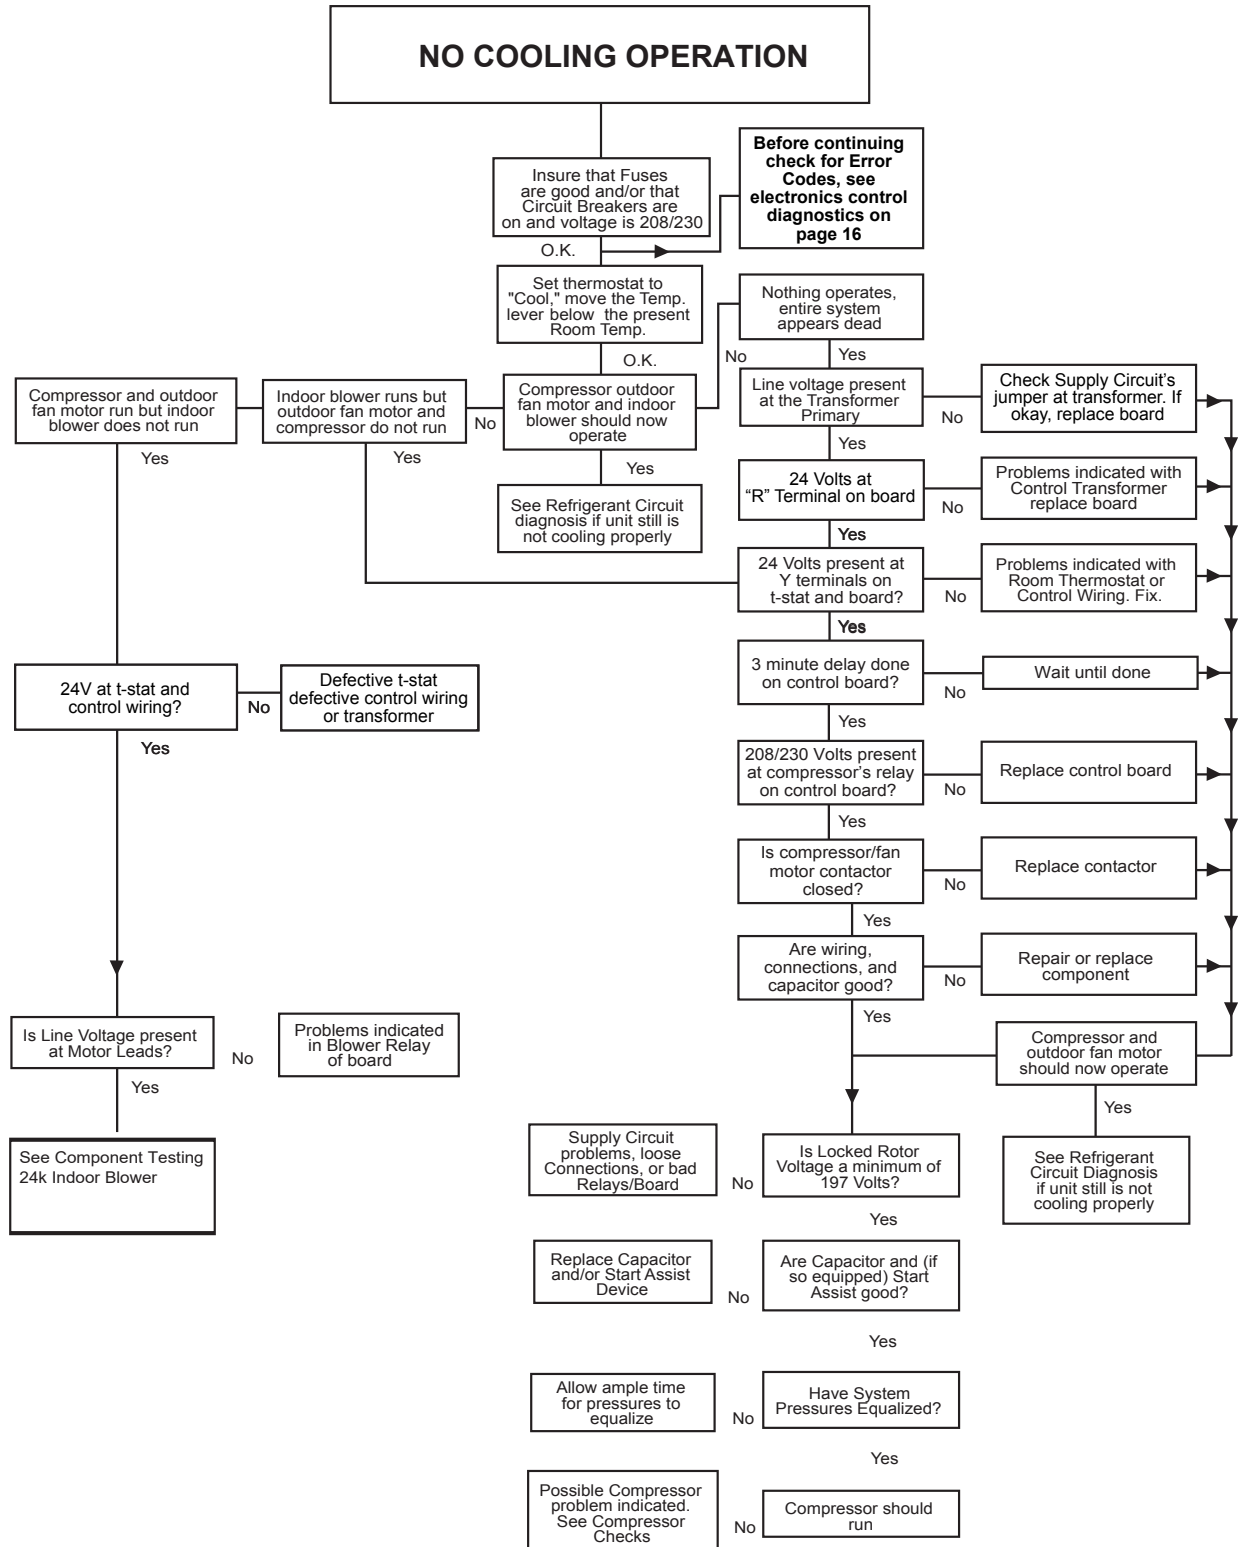 NO COOLING OPERATION
Before continuing
check for Error
Codes, see
electronics control
diagnostics on
page 16
Insure that Fuses
are good and/or that
Circuit Breakers are
on and voltage is 208/230
O.K.
Set thermostat to
"Cool," move the Temp.
lever below the present
Room Temp.
Nothing operates,
entire system
appears dead
O.K.
No
Yes
Compressor and outdoor
fan motor run but indoor
blower does not run
Indoor blower runs but
outdoor fan motor and
compressor do not run
No
Compressor outdoor
fan motor and indoor
blower should now
operate
Line voltage present
at the Transformer
Primary
No
Check Supply Circuit's
jumper at transformer. If
okay, replace board
Yes
Yes
Yes
Yes
See Refrigerant Circuit
diagnosis if unit still is
not cooling properly
24 Volts at
“R” Terminal on board
No
Problems indicated with
Control Transformer
replace board
Yes
24 Volts present at
Y terminals on
t-stat and board?
No
Problems indicated with
Room Thermostat or
Control Wiring. Fix.
Yes
24V at t-stat and
control wiring?
No
Defective t-stat
defective control wiring
or transformer
3 minute delay done
on control board?
No
Wait until done
Yes
Yes
208/230 Volts present
at compressor’s relay
on control board?
No
Replace control board
Yes
Is compressor/fan
motor contactor
closed?
No
Replace contactor
Yes
Are wiring,
connections, and
capacitor good?
No
Repair or replace
component
Yes
Is Line Voltage present
at Motor Leads?
No
Problems indicated
in Blower Relay
of board
Compressor and
outdoor fan motor
should now operate
Yes
Yes
See Component Testing
24k Indoor Blower
Supply Circuit
problems, loose
Connections, or bad
Relays/Board
No
Is Locked Rotor
Voltage a minimum of
197 Volts?
See Refrigerant
Circuit Diagnosis
if unit still is not
cooling properly
Yes
Replace Capacitor
and/or Start Assist
Device
No
Are Capacitor and (if
so equipped) Start
Assist good?
Yes
Allow ample time
for pressures to
equalize
No
Have System
Pressures Equalized?
Yes
Possible Compressor
problem indicated.
See Compressor
Checks
No
Compressor should
run